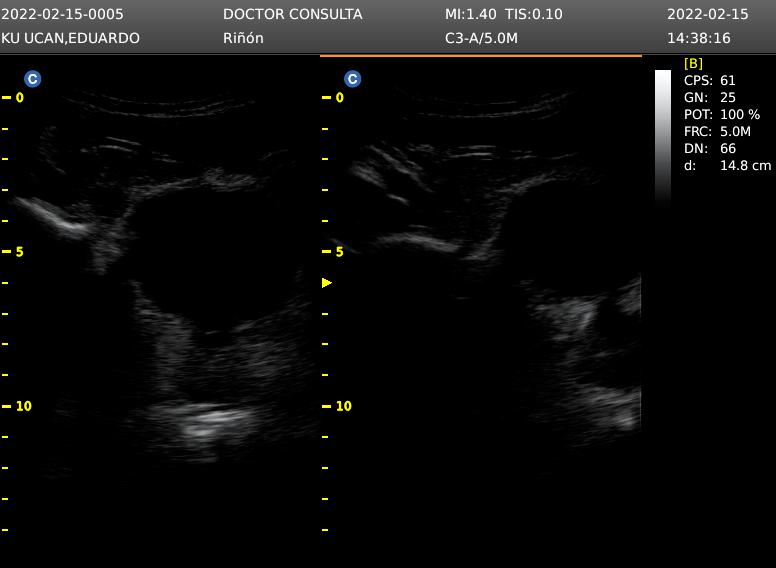 2022-02-15-0005 DOCTOR CONSULTA MI:1.40 TIS:0.10 2022-02-15
KU UCAN,EDUARDO Riñón C3-A/5.0M 14:38:16
[B]
CPS: 61
GN: 25
POT: 100 %
FRC: 5.0M
DN: 66
d: 14.8 cm
C
0
5
10
C
0
5
10